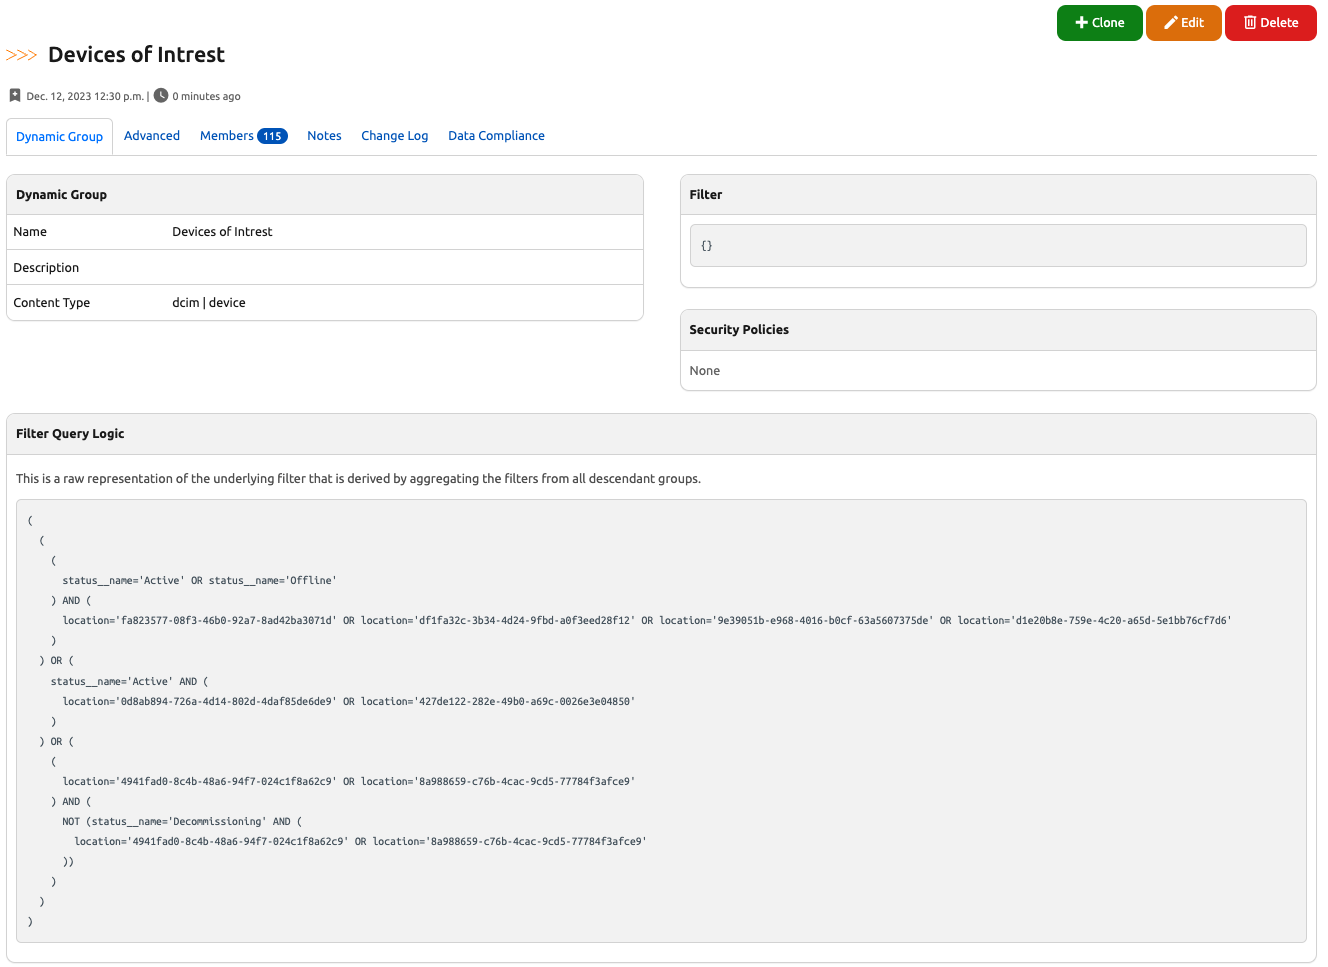 Clone
Edit
Delete
>>> Devices of Intrest
Dec. 12, 2023 12:30 p.m. | 0 minutes ago
Dynamic Group Advanced Members 115 Notes Change Log Data Compliance
Dynamic Group
Name Devices of Intrest
Description
Content Type dcim | device
Filter
{}
Security Policies
None
Filter Query Logic
This is a raw representation of the underlying filter that is derived by aggregating the filters from all descendant groups.
(
(
(
status__name='Active' OR status__name='Offline'
) AND (
location='fa823577-08f3-46b0-92a7-8ad42ba3071d' OR location='df1fa32c-3b34-4d24-9fbd-a0f3eed28f12' OR location='9e39051b-e968-4016-b0cf-63a5607375de' OR location='d1e20b8e-759e-4c20-a65d-5e1bb76cf7d6'
)
) OR (
status__name='Active' AND (
location='0d8ab894-726a-4d14-802d-4daf85de6de9' OR location='427de122-282e-49b0-a69c-0026e3e04850'
)
) OR (
(
location='4941fad0-8c4b-48a6-94f7-024c1f8a62c9' OR location='8a988659-c76b-4cac-9cd5-77784f3afce9'
) AND (
NOT (status__name='Decommissioning' AND (
location='4941fad0-8c4b-48a6-94f7-024c1f8a62c9' OR location='8a988659-c76b-4cac-9cd5-77784f3afce9'
))
)
)
)